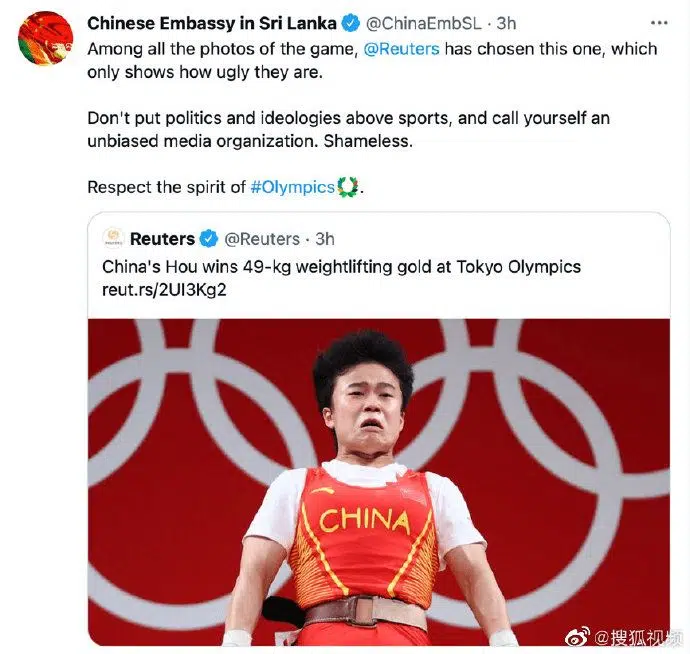 Chinese Embassy in Sri Lanka @ChinaEmbSL · 3h
Among all the photos of the game, @Reuters has chosen this one, which
only shows how ugly they are.
Don't put politics and ideologies above sports, and call yourself an
unbiased media organization. Shameless.
Respect the spirit of #Olympics.
Reuters @Reuters · 3h
China's Hou wins 49-kg weightlifting gold at Tokyo Olympics
reut.rs/2UI3Kg2
CHINA
@搜狐视频